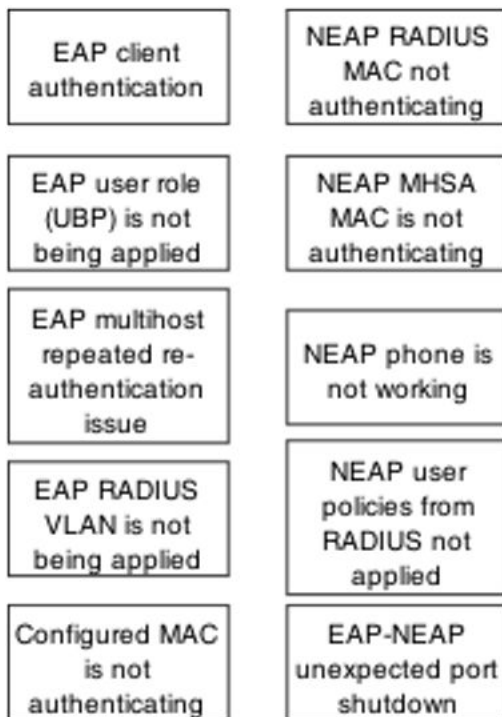 EAP client
authentication
EAP user role
(UBP) is not
being applied
EAP multihost
repeated re-
authentication
issue
EAP RADIUS
VLAN is not
being applied
Configured MAC
is not
authenticating
NEAP RADIUS
MAC not
authenticating
NEAP MHSA
MAC is not
authenticating
NEAP phone is
not working
NEAP user
policies from
RADIUS not
applied
EAP-NEAP
unexpected port
shutdown